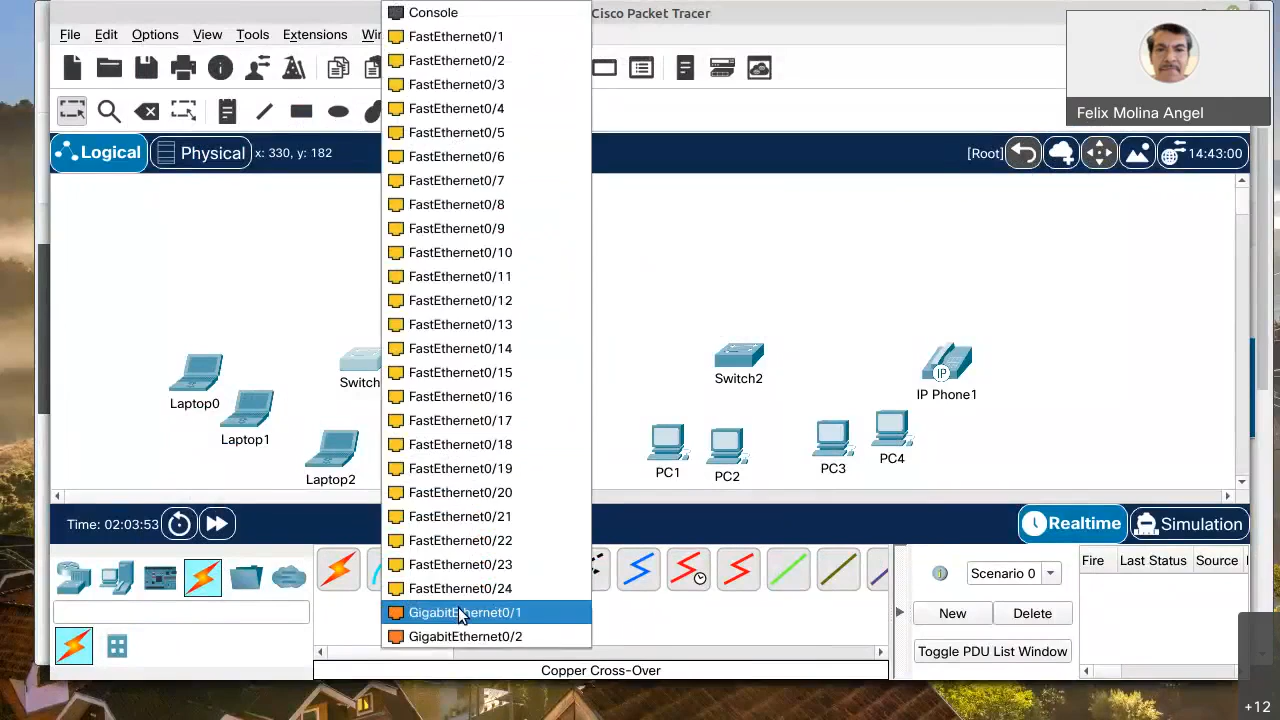 Console
Cisco Packet Tracer
File Edit Options View Tools Extensions Win
Felix Molina Angel
Logical
Physical
x: 330, y: 182
[Root]
14:43:00
FastEthernet0/1
FastEthernet0/2
FastEthernet0/3
FastEthernet0/4
FastEthernet0/5
FastEthernet0/6
FastEthernet0/7
FastEthernet0/8
FastEthernet0/9
FastEthernet0/10
FastEthernet0/11
FastEthernet0/12
FastEthernet0/13
FastEthernet0/14
FastEthernet0/15
FastEthernet0/16
FastEthernet0/17
FastEthernet0/18
FastEthernet0/19
FastEthernet0/20
FastEthernet0/21
FastEthernet0/22
FastEthernet0/23
FastEthernet0/24
GigabitEthernet0/1
GigabitEthernet0/2
Laptop0
Laptop1
Laptop2
Switch
Switch2
IP
IP Phone1
PC1
PC2
PC3
PC4
Time: 02:03:53
Realtime
Simulation
Scenario 0
New
Delete
Toggle PDU List Window
Fire Last Status Source
Copper Cross-Over
+12